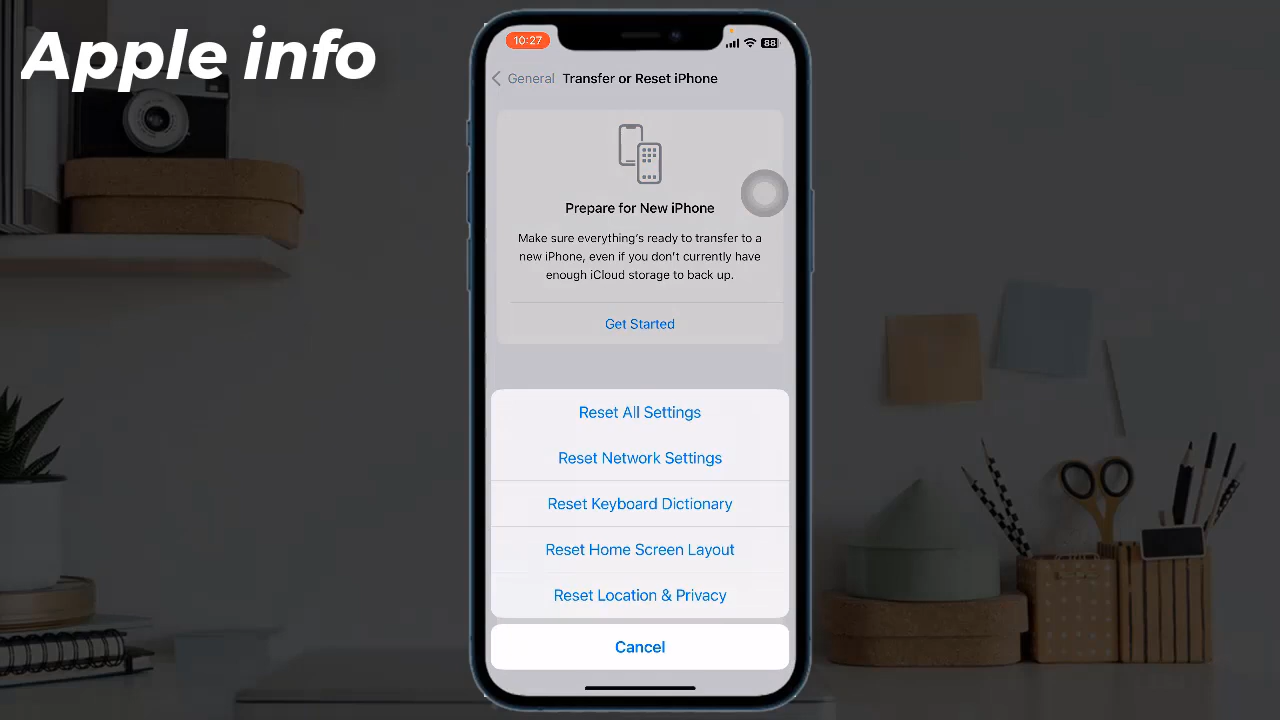 Apple info
10:27
88
General Transfer or Reset iPhone
Prepare for New iPhone
Make sure everything's ready to transfer to a
new iPhone, even if you don't currently have
enough iCloud storage to back up.
Get Started
Reset All Settings
Reset Network Settings
Reset Keyboard Dictionary
Reset Home Screen Layout
Reset Location & Privacy
Cancel